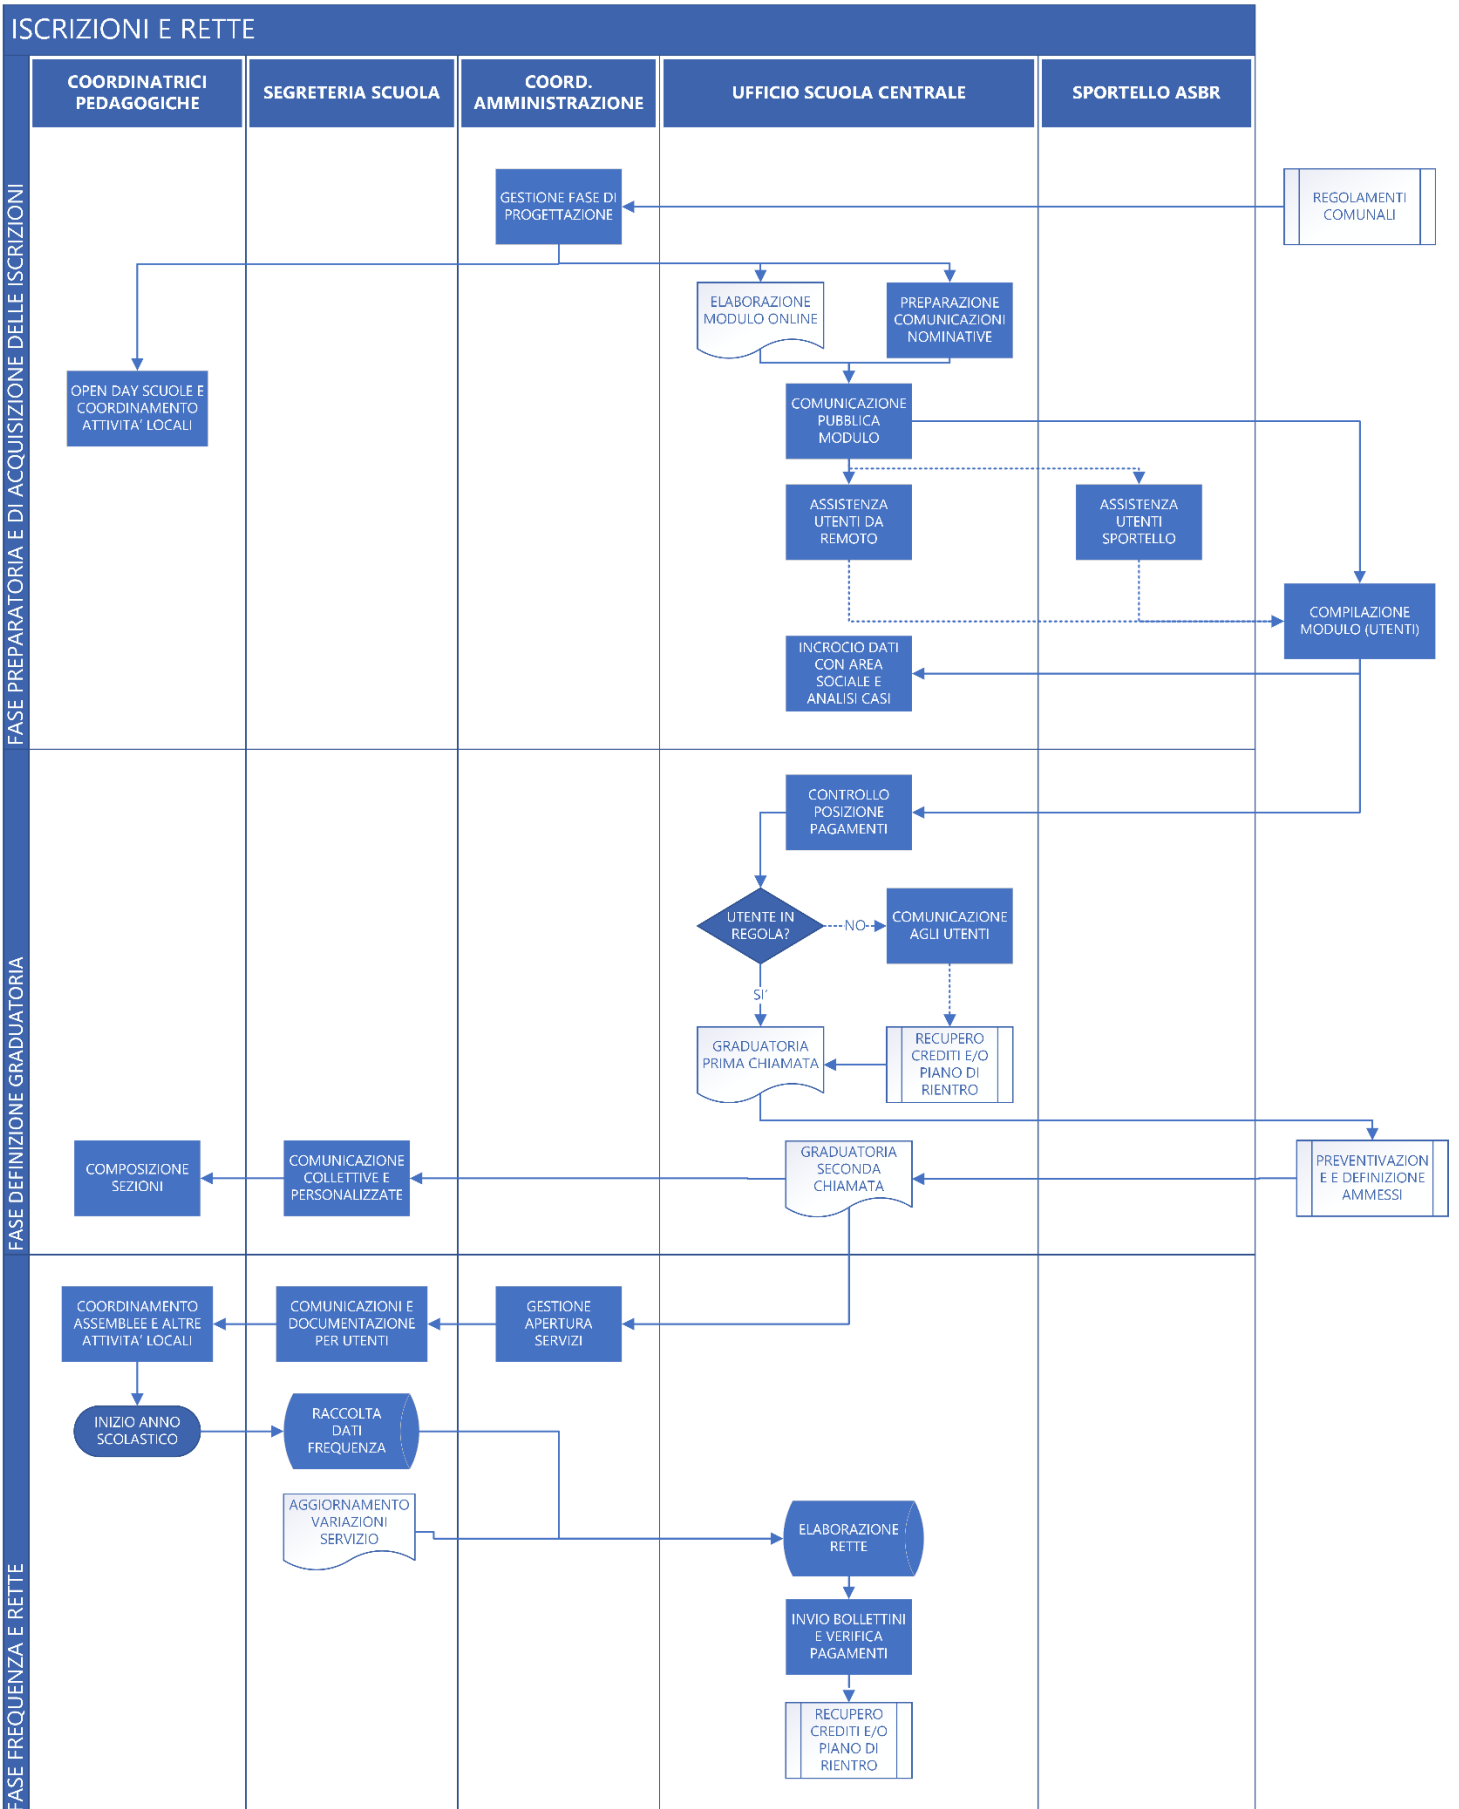 ISCRIZIONI E RETTE
COORDINATRICI
PEDAGOGICHE
SEGRETERIA SCUOLA
COORD.
AMMINISTRAZIONE
UFFICIO SCUOLA CENTRALE
SPORTELLO ASBR
FASE PREPARATORIA E DI ACQUISIZIONE DELLE ISCRIZIONI
GESTIONE FASE DI
PROGETTAZIONE
REGOLAMENTI
COMUNALI
ELABORAZIONE
MODULO ONLINE
PREPARAZIONE
COMUNICAZIONI
NOMINATIVE
OPEN DAY SCUOLE E
COORDINAMENTO
ATTIVITA' LOCALI
COMUNICAZIONE
PUBBLICA
MODULO
ASSISTENZA
UTENTI DA
REMOTO
ASSISTENZA
UTENTI
SPORTELLO
COMPILAZIONE
MODULO (UTENTI)
INCROCIO DATI
CON AREA
SOCIALE E
ANALISI CASI
FASE DEFINIZIONE GRADUATORIA
CONTROLLO
POSIZIONE
PAGAMENTI
UTENTE IN
REGOLA?
NO
COMUNICAZIONE
AGLI UTENTI
SI'
GRADUATORIA
PRIMA CHIAMATA
RECUPERO
CREDITI E/O
PIANO DI
RIENTRO
COMPOSIZIONE
SEZIONI
COMUNICAZIONE
COLLETTIVE E
PERSONALIZZATE
GRADUATORIA
SECONDA
CHIAMATA
PREVENTIVAZION
E E DEFINIZIONE
AMMESSI
FASE FREQUENZA E RETTE
COORDINAMENTO
ASSEMBLEE E ALTRE
ATTIVITA' LOCALI
COMUNICAZIONI E
DOCUMENTAZIONE
PER UTENTI
GESTIONE
APERTURA
SERVIZI
INIZIO ANNO
SCOLASTICO
RACCOLTA
DATI
FREQUENZA
AGGIORNAMENTO
VARIAZIONI
SERVIZIO
ELABORAZIONE
RETTE
INVIO BOLLETTINI
E VERIFICA
PAGAMENTI
RECUPERO
CREDITI E/O
PIANO DI
RIENTRO